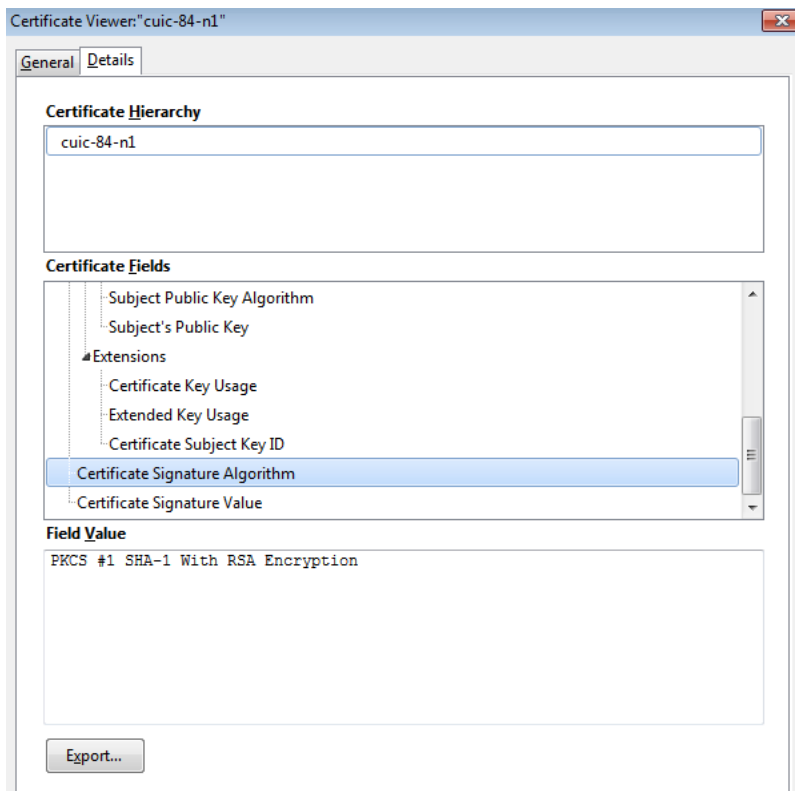 Certificate Viewer:"cuic-84-n1"
General Details
Certificate Hierarchy
cuic-84-n1
Certificate Fields
Subject Public Key Algorithm
Subject's Public Key
Extensions
Certificate Key Usage
Extended Key Usage
Certificate Subject Key ID
Certificate Signature Algorithm
Certificate Signature Value
Field Value
PKCS #1 SHA-1 With RSA Encryption
Export...